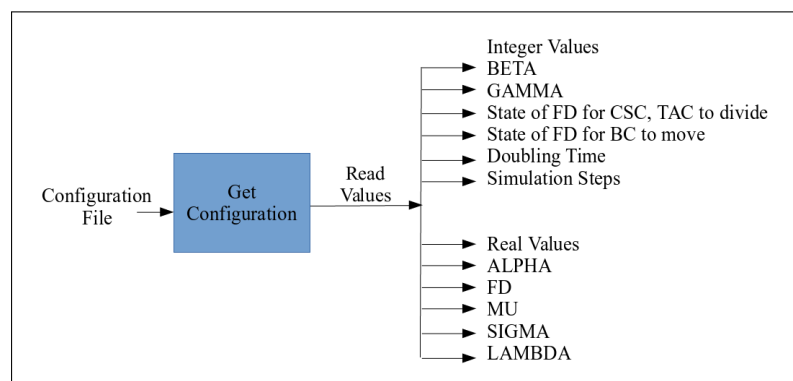 Configuration
File
Get
Configuration
Read
Values
Integer Values
BETA
GAMMA
State of FD for CSC, TAC to divide
State of FD for BC to move
Doubling Time
Simulation Steps
Real Values
ALPHA
FD
MU
SIGMA
LAMBDA